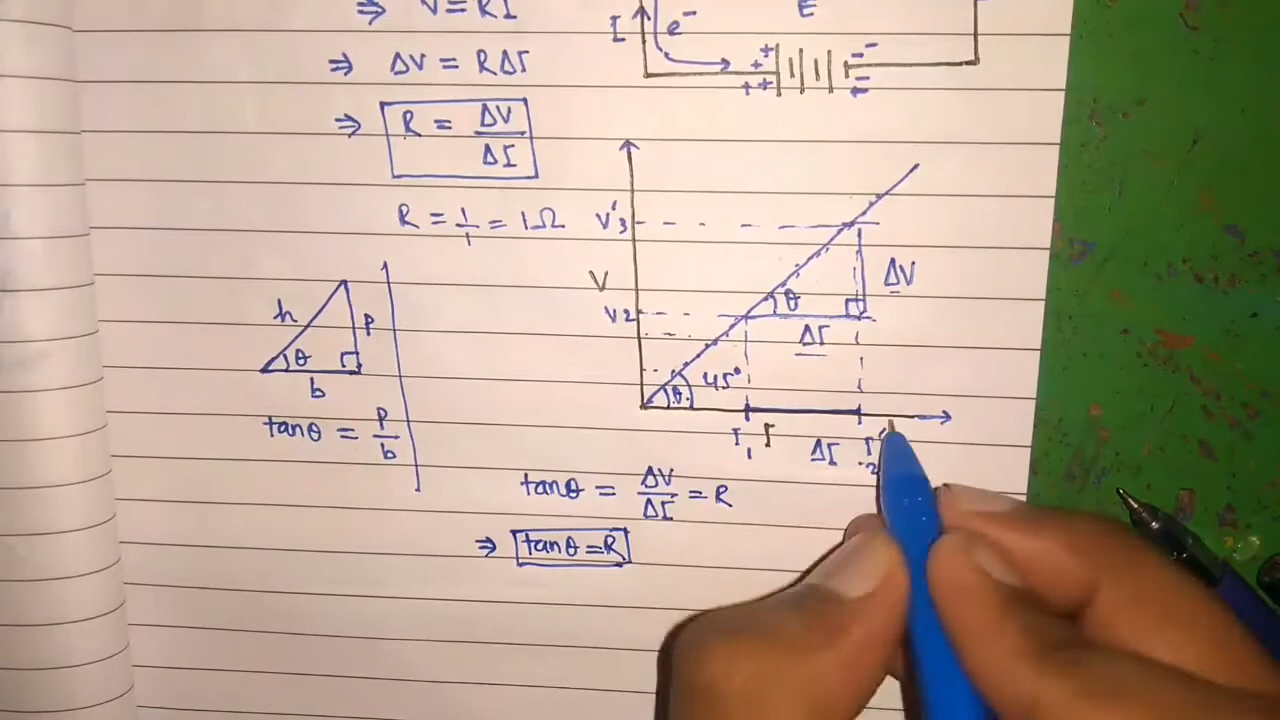 ⇒ V = RI
⇒ ΔV = RΔI
⇒ R = ΔV/ΔI
R = 1/1 = 1Ω
h
θ
P
b
tanθ = P/b
E
I
e⁻
+ + + +
− − − −
V'3
V
V2
θ
ΔV
ΔI
θ
45°
I1
I
ΔI
tanθ = ΔV/ΔI = R
⇒ tanθ = R